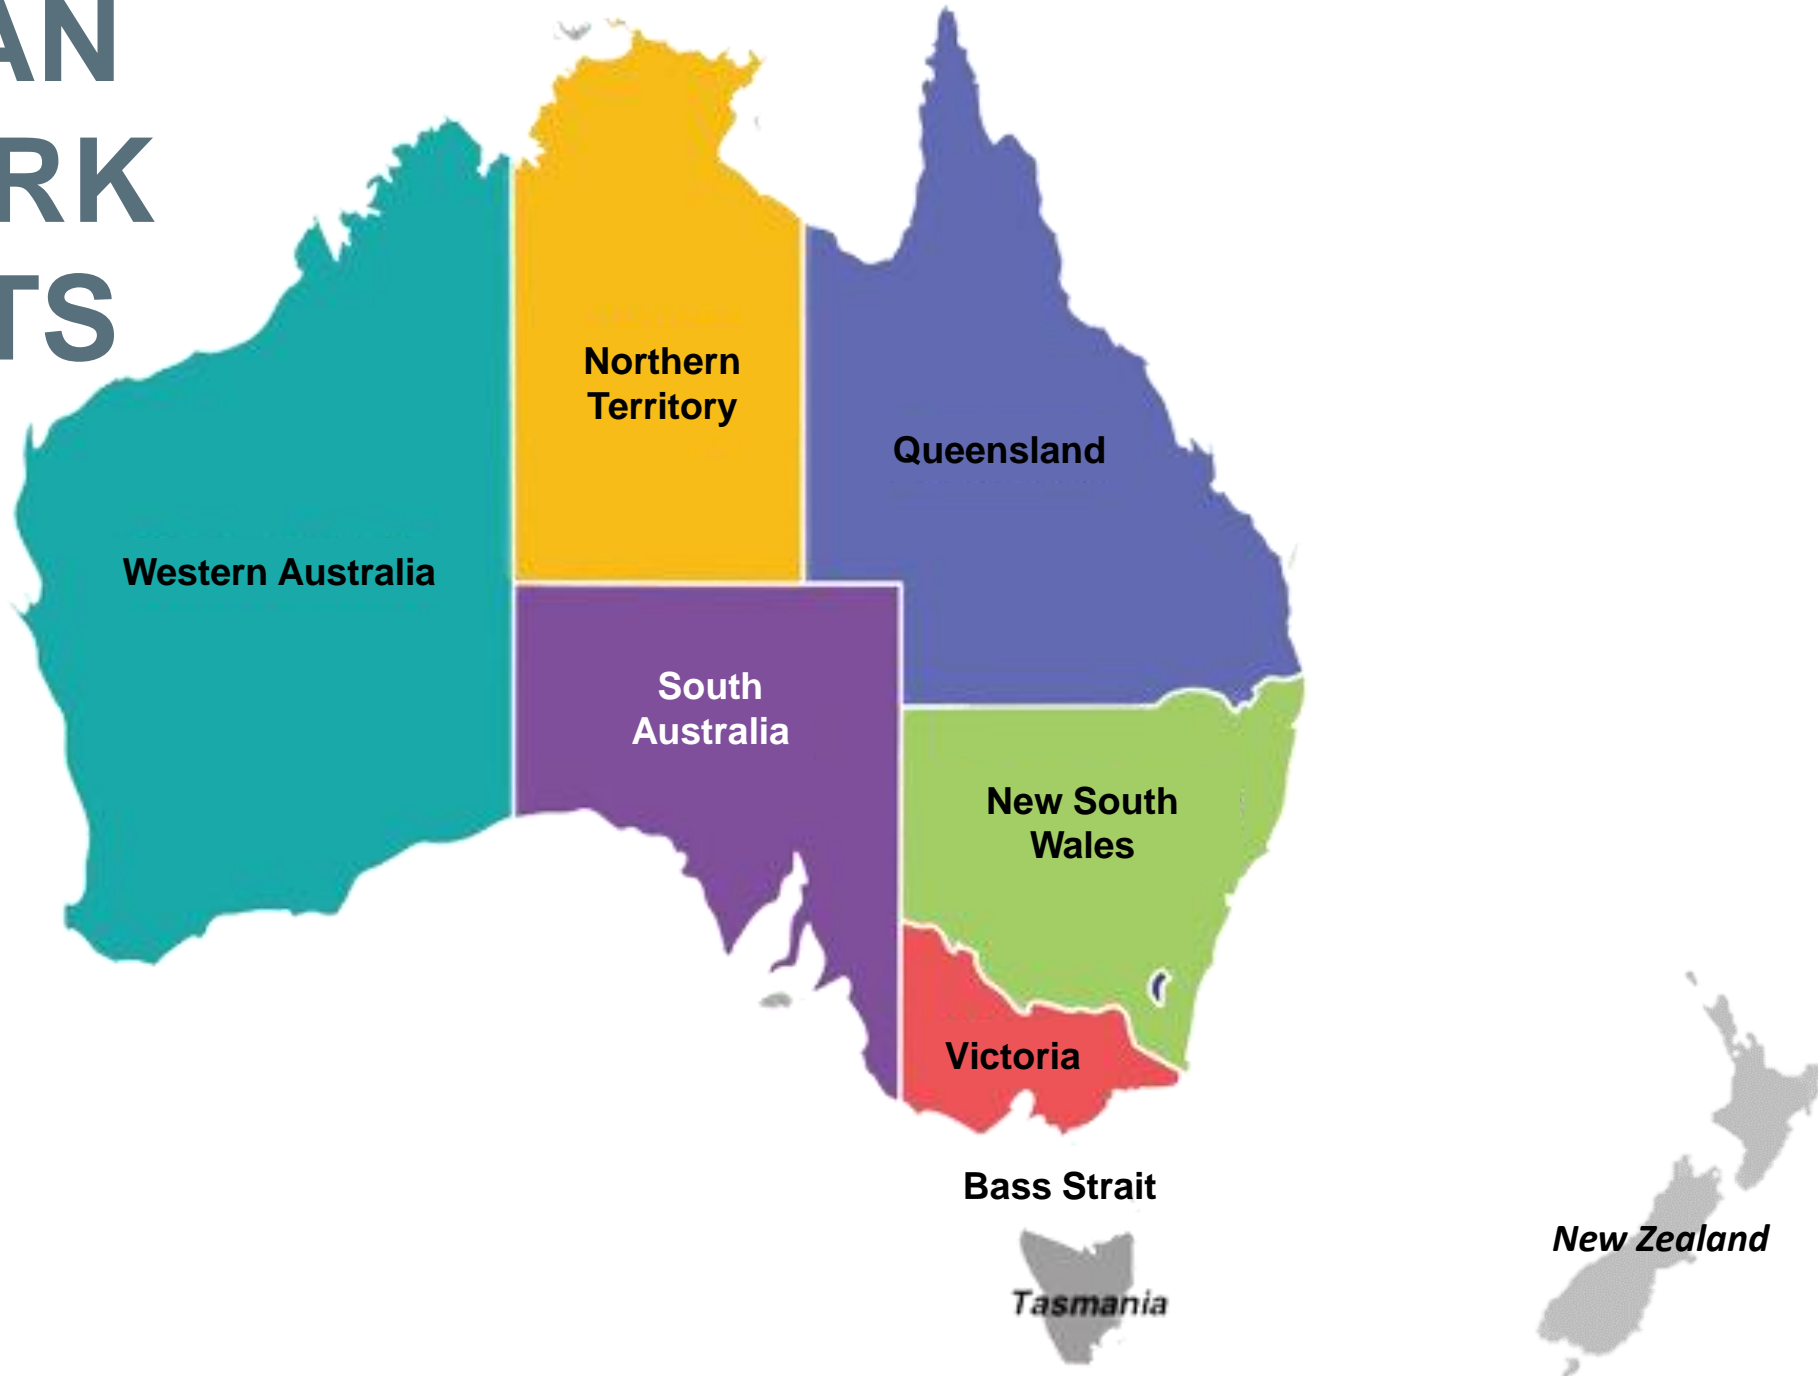 AN
RK
TS
Northern
Territory
Queensland
Western Australia
South
Australia
New South
Wales
Victoria
Bass Strait
New Zealand
Tasmania